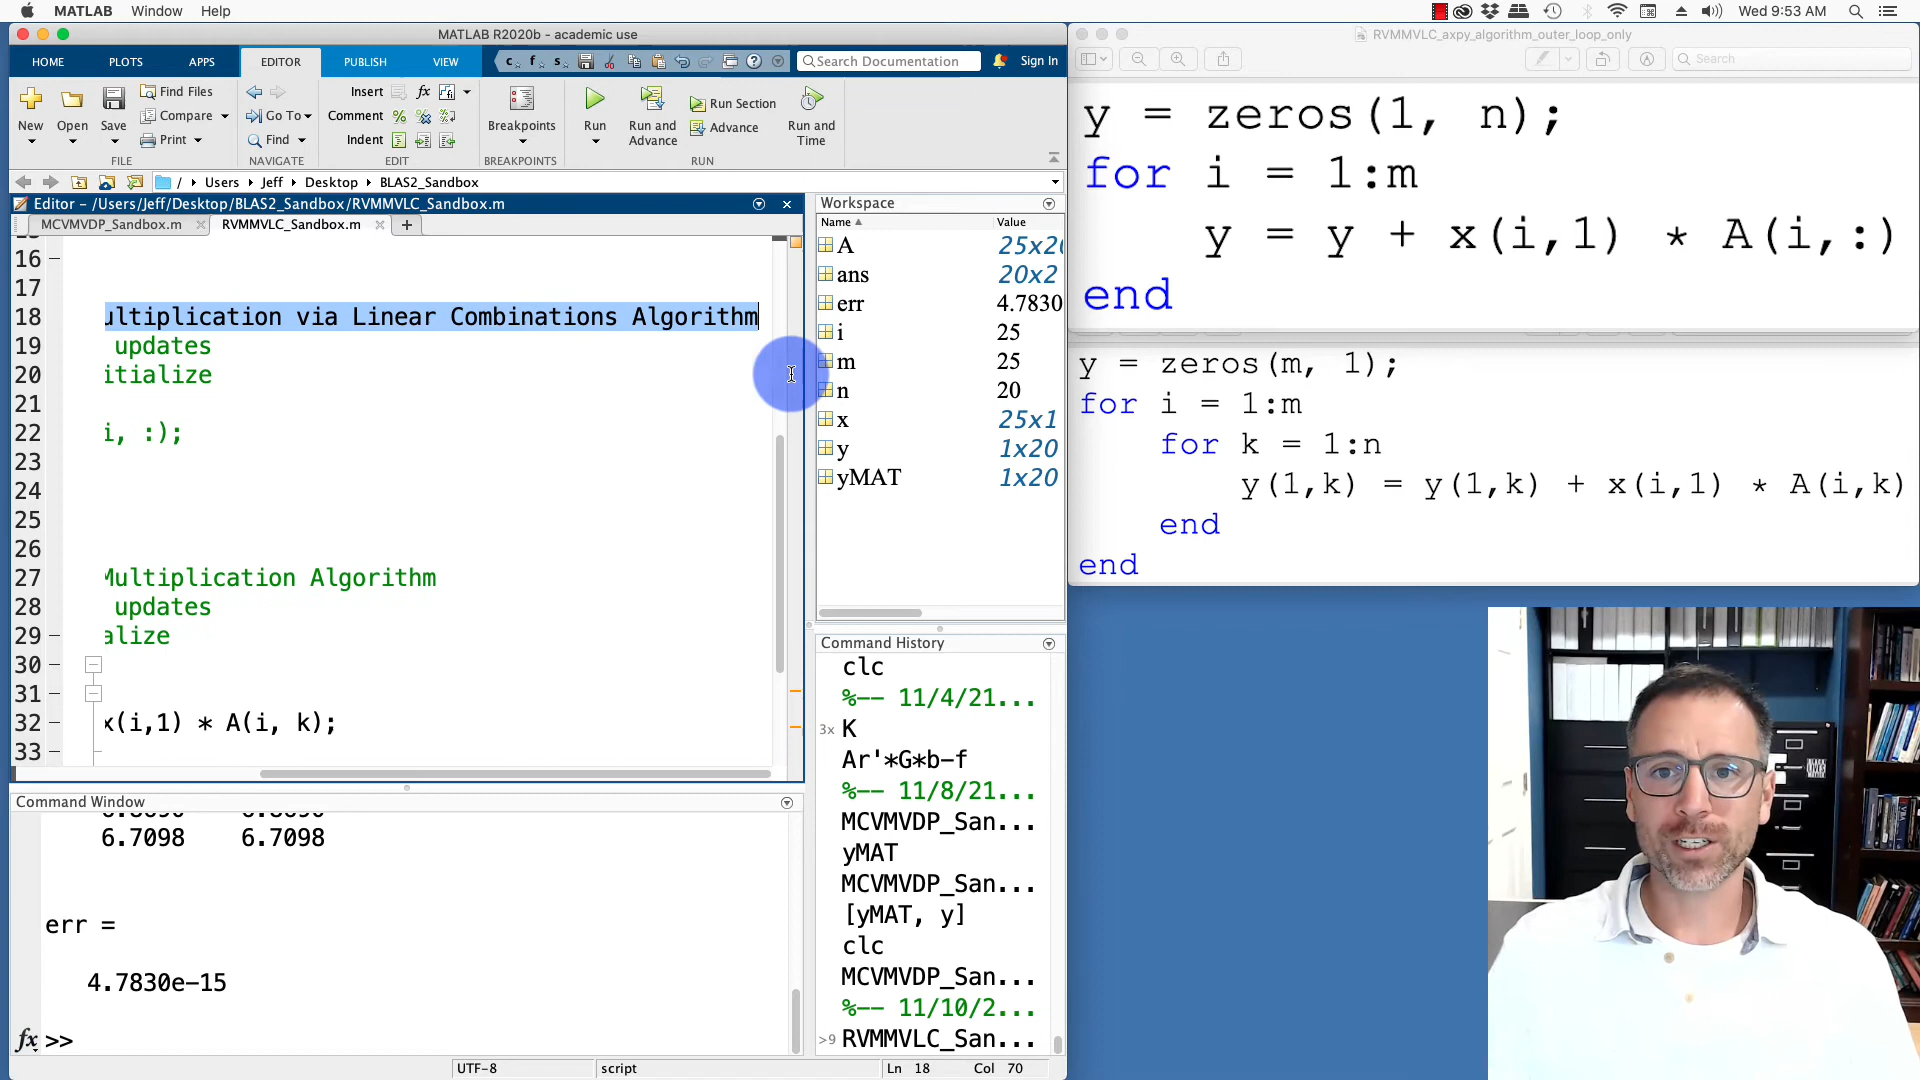 MATLAB Window Help
Wed 9:53 AM
MATLAB R2020b - academic use
HOME PLOTS APPS EDITOR PUBLISH VIEW
Search Documentation
Sign In
New Open Save
Find Files
Compare
Print
FILE
Go To
Find
NAVIGATE
Insert
Comment
Indent
EDIT
Breakpoints
BREAKPOINTS
Run
Run and Advance
Run Section
Advance
Run and Time
RUN
/ Users Jeff Desktop BLAS2_Sandbox
Editor - /Users/Jeff/Desktop/BLAS2_Sandbox/RVMMVLC_Sandbox.m
MCVMVDP_Sandbox.m RVMMVLC_Sandbox.m +
16 –
17
18 ultiplication via Linear Combinations Algorithm
19 updates
20 itialize
21
22 i, :);
23
24
25
26
27 Multiplication Algorithm
28 updates
29 – alize
30 –
31 –
32 – x(i,1) * A(i, k);
33 –
Workspace
Name Value
A 25x20
ans 20x2
err 4.7830
i 25
m 25
n 20
x 25x1
y 1x20
yMAT 1x20
Command History
clc
%-- 11/4/21...
3x K
Ar'*G*b-f
%-- 11/8/21...
MCVMVDP_San...
yMAT
MCVMVDP_San...
[yMAT, y]
clc
MCVMVDP_San...
%-- 11/10/2...
>9 RVMMVLC_San...
Command Window
6.7098 6.7098
err =
4.7830e-15
fx >>
UTF-8 script Ln 18 Col 70
RVMMVLC_axpy_algorithm_outer_loop_only
Search
y = zeros(1, n);
for i = 1:m
y = y + x(i,1) * A(i,:)
end
y = zeros(m, 1);
for i = 1:m
for k = 1:n
y(1,k) = y(1,k) + x(i,1) * A(i,k)
end
end